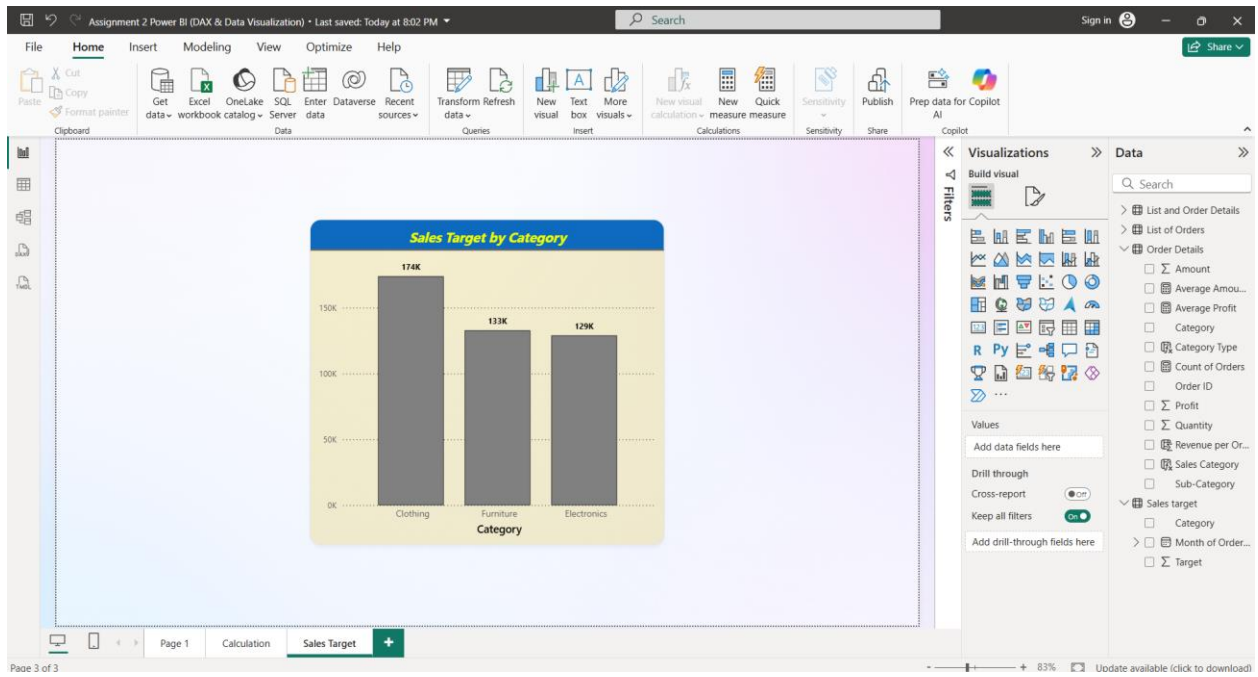 Assignment 2 Power BI (DAX & Data Visualization) • Last saved: Today at 8:02 PM
Search
Sign in
File Home Insert Modeling View Optimize Help
Share
Paste
Cut
Copy
Format painter
Clipboard
Get data
Excel workbook
OneLake catalog
SQL Server
Enter data
Dataverse
Recent sources
Data
Transform data
Refresh
Queries
New visual
Text box
More visuals
Insert
New visual calculation
New measure
Quick measure
Calculations
Sensitivity
Sensitivity
Publish
Share
Prep data for AI
Copilot
Copilot
Sales Target by Category
174K
133K
129K
150K
100K
50K
0K
Clothing Furniture Electronics
Category
Filters
Visualizations
Build visual
R Py
Values
Add data fields here
Drill through
Cross-report Off
Keep all filters On
Add drill-through fields here
Data
Search
List and Order Details
List of Orders
Order Details
Amount
Average Amou...
Average Profit
Category
Category Type
Count of Orders
Order ID
Profit
Quantity
Revenue per Or...
Sales Category
Sub-Category
Sales target
Category
Month of Order...
Target
Page 1 Calculation Sales Target +
Page 3 of 3
- + 83% Update available (click to download)